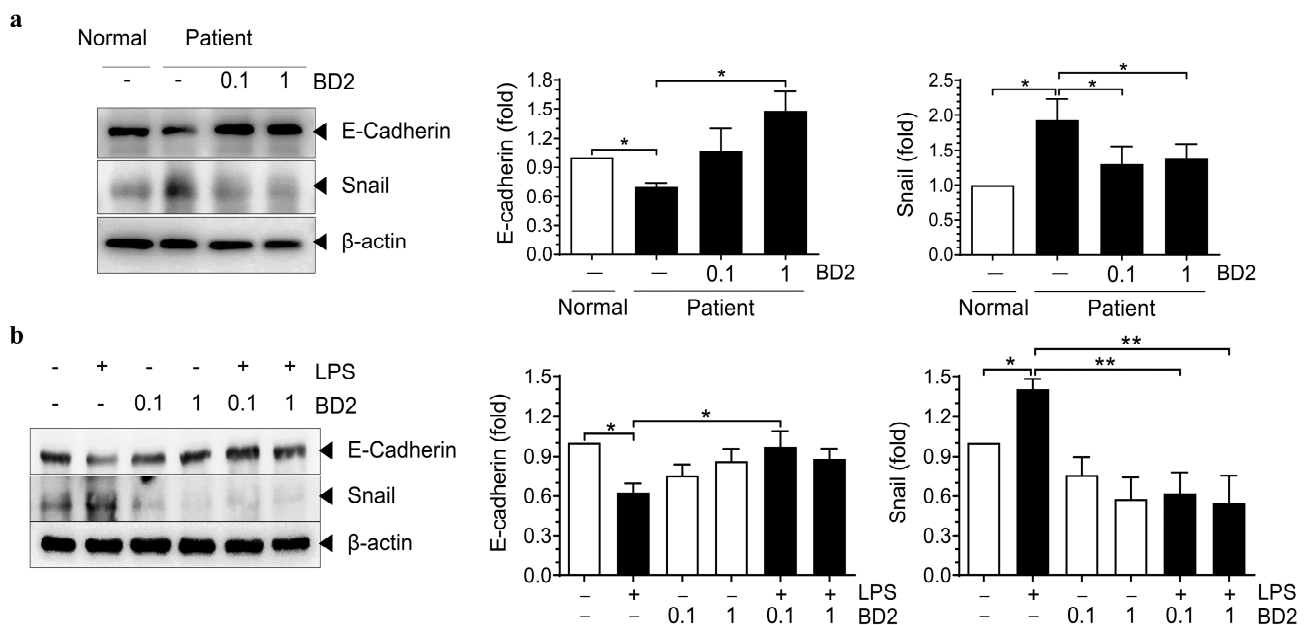 a
Normal Patient
- - 0.1 1 BD2
E-Cadherin
Snail
β-actin
E-cadherin (fold)
1.8
1.5
1.2
0.9
0.6
0.3
0.0
* *
– – 0.1 1 BD2
Normal Patient
Snail (fold)
2.5
2.0
1.5
1.0
0.5
0.0
* * *
– – 0.1 1 BD2
Normal Patient
b
- + - - + + LPS
- - 0.1 1 0.1 1 BD2
E-Cadherin
Snail
β-actin
E-cadherin (fold)
1.5
1.2
0.9
0.6
0.3
0.0
* *
– + – – + + LPS
– – 0.1 1 0.1 1 BD2
Snail (fold)
1.5
1.2
0.9
0.6
0.3
0.0
* ** **
– + – – + + LPS
– – 0.1 1 0.1 1 BD2